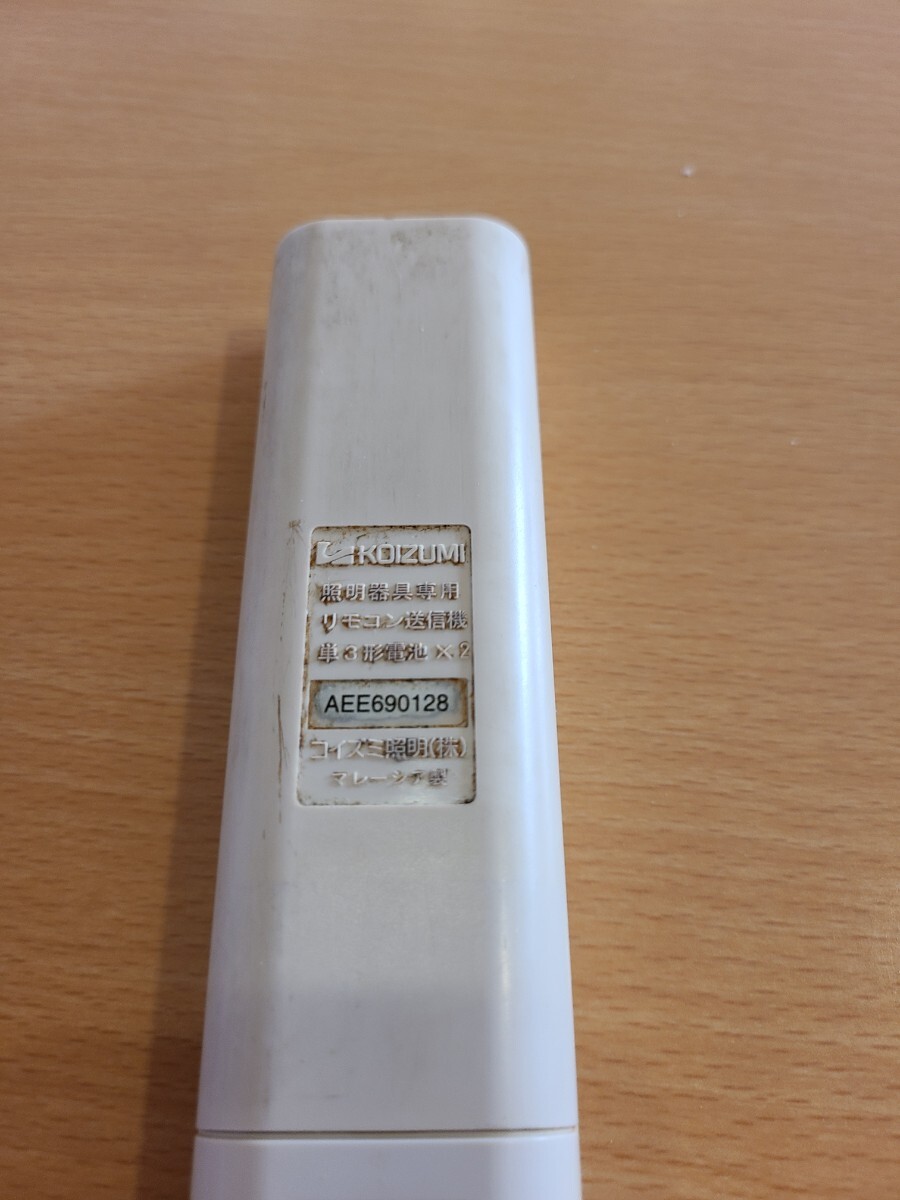 KOIZUMI
照明器具専用
リモコン送信機
単3形電池×2
AEE690128
コイズミ照明(株)
マレーシア製